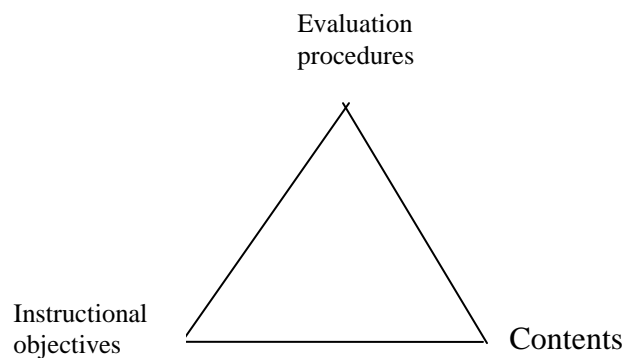 Evaluation
procedures
Instructional
objectives
Contents